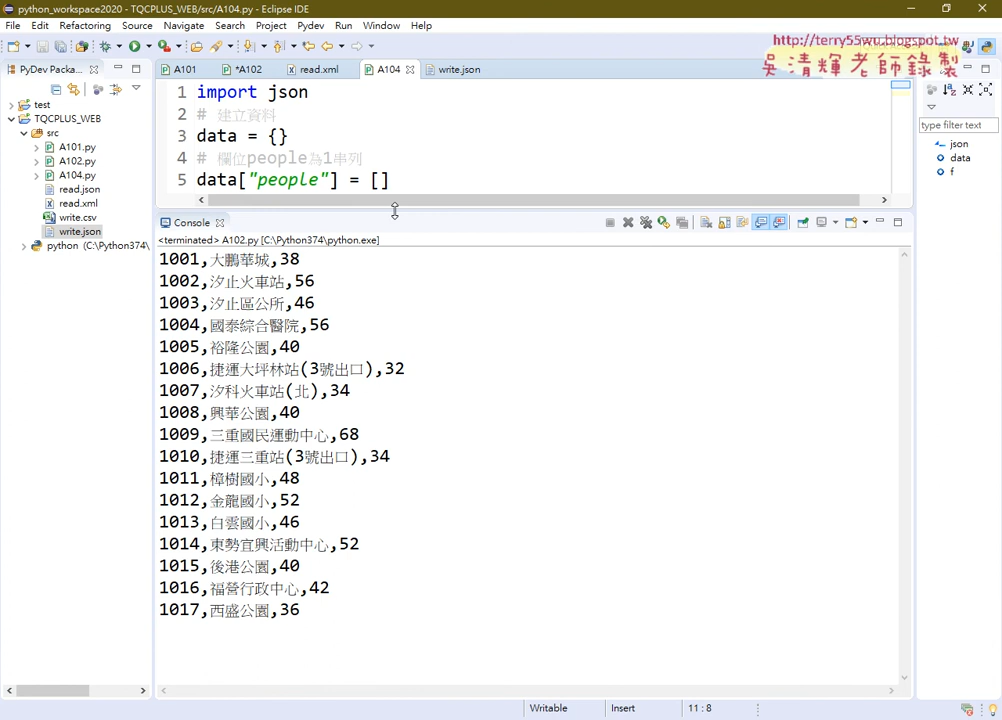 python_workspace2020 - TQCPLUS_WEB/src/A104.py - Eclipse IDE
File Edit Refactoring Source Navigate Search Project Pydev Run Window Help
http://terry55wu.blogspot.tw
吳清輝老師錄製
PyDev Packa...
A101
*A102
read.xml
A104
write.json
test
TQCPLUS_WEB
src
A101.py
A102.py
A104.py
read.json
read.xml
write.csv
write.json
python (C:\Python374\
1 import json
2 # 建立資料
3 data = {}
4 # 欄位people為1串列
5 data["people"] = []
type filter text
json
data
f
Console
<terminated> A102.py [C:\Python374\python.exe]
1001,大鵬華城,38
1002,汐止火車站,56
1003,汐止區公所,46
1004,國泰綜合醫院,56
1005,裕隆公園,40
1006,捷運大坪林站(3號出口),32
1007,汐科火車站(北),34
1008,興華公園,40
1009,三重國民運動中心,68
1010,捷運三重站(3號出口),34
1011,樟樹國小,48
1012,金龍國小,52
1013,白雲國小,46
1014,東勢宜興活動中心,52
1015,後港公園,40
1016,福營行政中心,42
1017,西盛公園,36
Writable
Insert
11 : 8